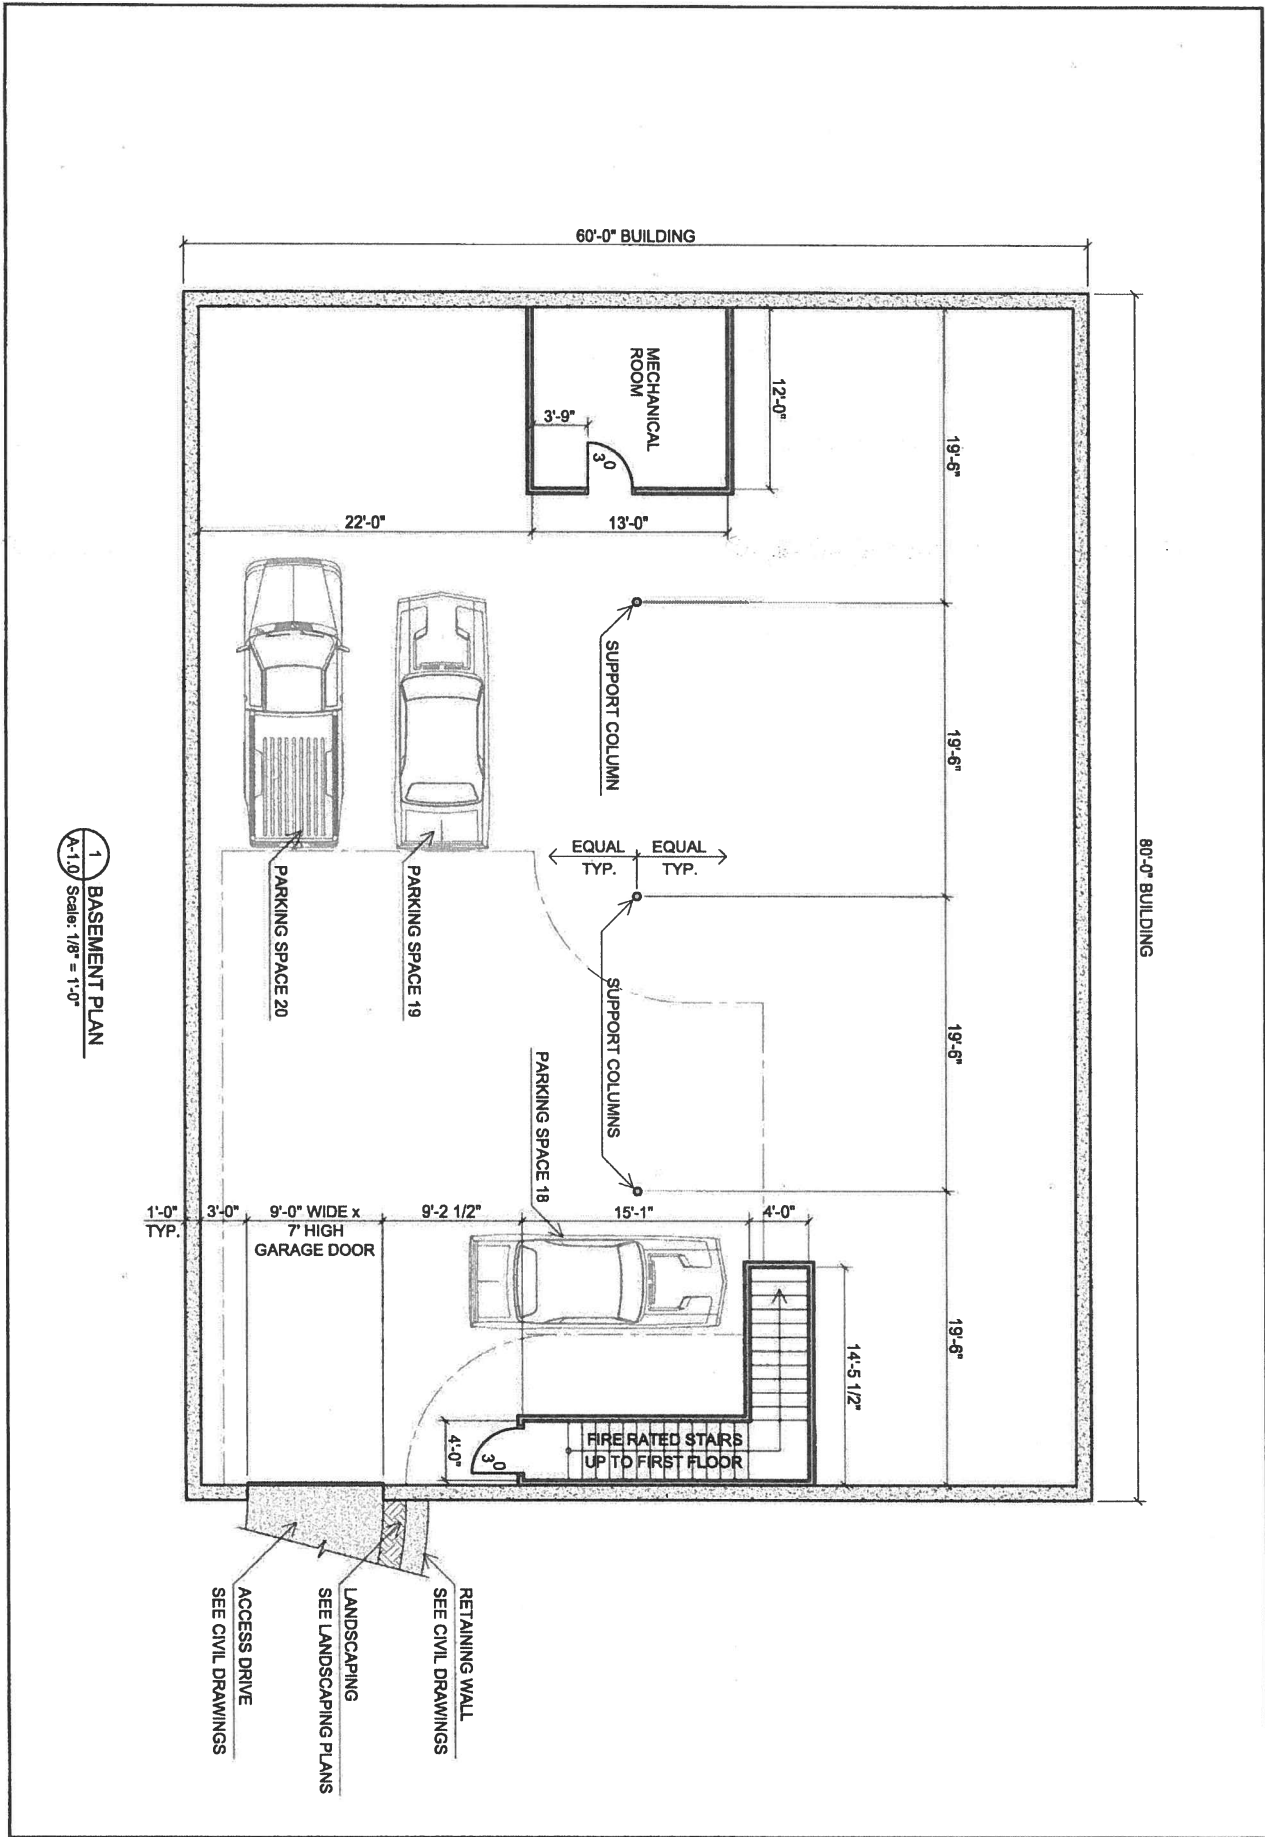 60'-0" BUILDING
80'-0" BUILDING
MECHANICAL
ROOM
12'-0"
3'-9"
3⁰
19'-6"
22'-0"
13'-0"
SUPPORT COLUMN
19'-6"
EQUAL
TYP.
EQUAL
TYP.
PARKING SPACE 20
PARKING SPACE 19
SUPPORT COLUMNS
19'-6"
PARKING SPACE 18
1'-0"
TYP.
3'-0"
9'-0" WIDE x
7' HIGH
GARAGE DOOR
9'-2 1/2"
15'-1"
4'-0"
19'-6"
14'-5 1/2"
4'-0"
3⁰
FIRE RATED STAIRS
UP TO FIRST FLOOR
RETAINING WALL
SEE CIVIL DRAWINGS
LANDSCAPING
SEE LANDSCAPING PLANS
ACCESS DRIVE
SEE CIVIL DRAWINGS
1
A-1.0
BASEMENT PLAN
Scale: 1/8" = 1'-0"